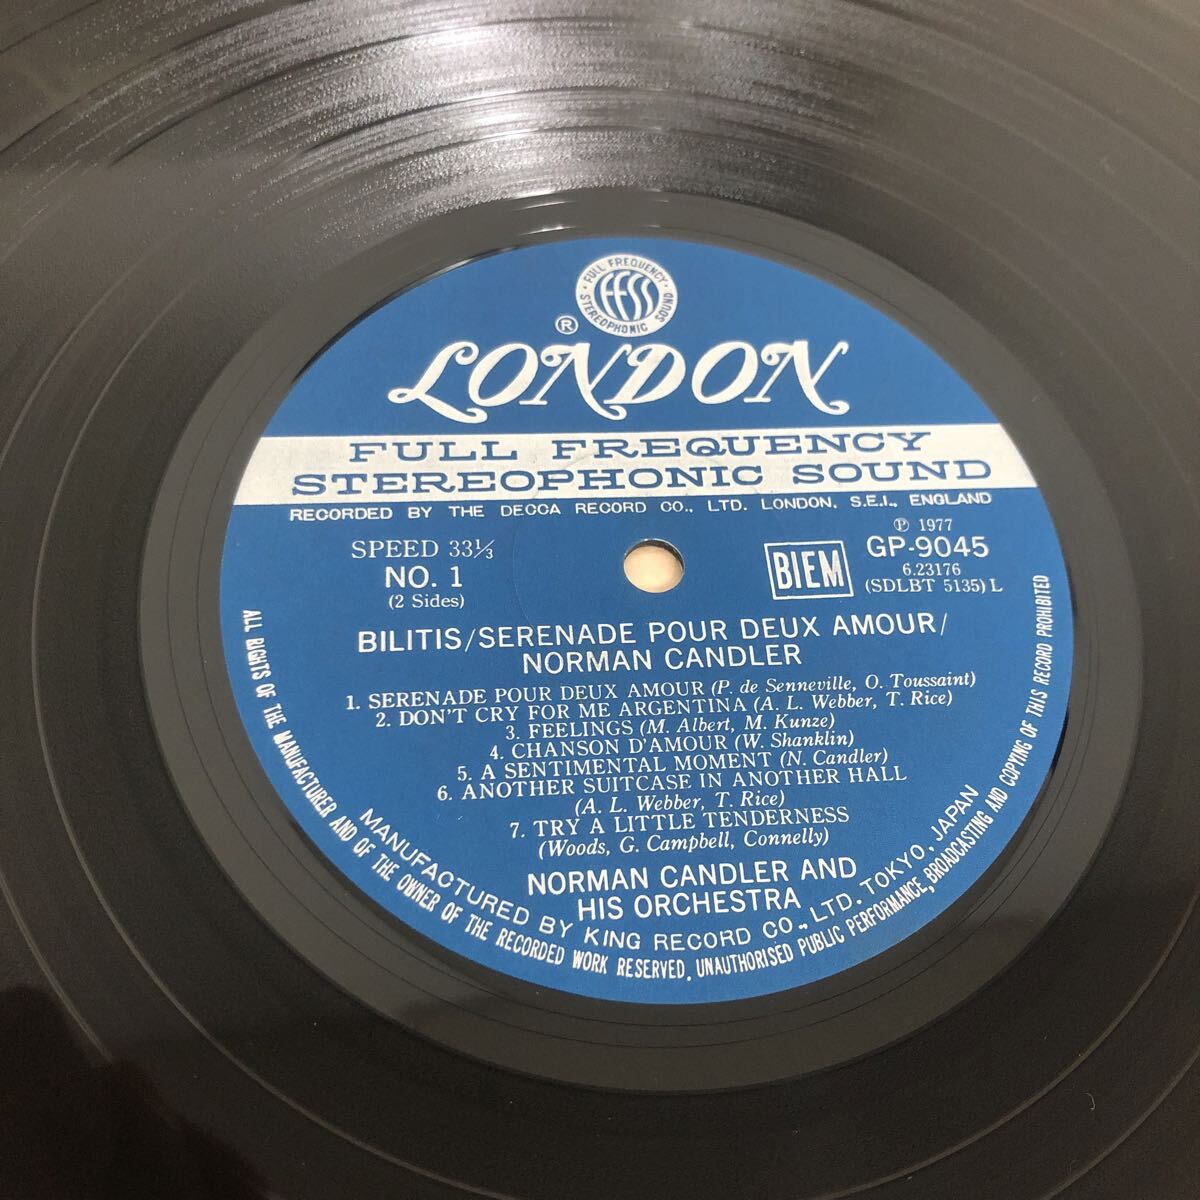 FULL FREQUENCY
FFSS
STEREOPHONIC SOUND
®
LONDON
FULL FREQUENCY
STEREOPHONIC SOUND
RECORDED BY THE DECCA RECORD CO., LTD. LONDON, S.E.I., ENGLAND
SPEED 33⅓
NO. 1
(2 Sides)
BIEM
℗ 1977
GP-9045
6.23176
(SDLBT 5135) L
BILITIS/SERENADE POUR DEUX AMOUR/
NORMAN CANDLER
1. SERENADE POUR DEUX AMOUR (P. de Senneville, O. Toussaint)
2. DON'T CRY FOR ME ARGENTINA (A. L. Webber, T. Rice)
3. FEELINGS (M. Albert, M. Kunze)
4. CHANSON D'AMOUR (W. Shanklin)
5. A SENTIMENTAL MOMENT (N. Candler)
6. ANOTHER SUITCASE IN ANOTHER HALL
(A. L. Webber, T. Rice)
7. TRY A LITTLE TENDERNESS
(Woods, G. Campbell, Connelly)
NORMAN CANDLER AND
HIS ORCHESTRA
MANUFACTURED BY KING RECORD CO., LTD. TOKYO, JAPAN
ALL RIGHTS OF THE MANUFACTURER AND OF THE OWNER OF THE RECORDED WORK RESERVED. UNAUTHORISED PUBLIC PERFORMANCE, BROADCASTING AND COPYING OF THIS RECORD PROHIBITED